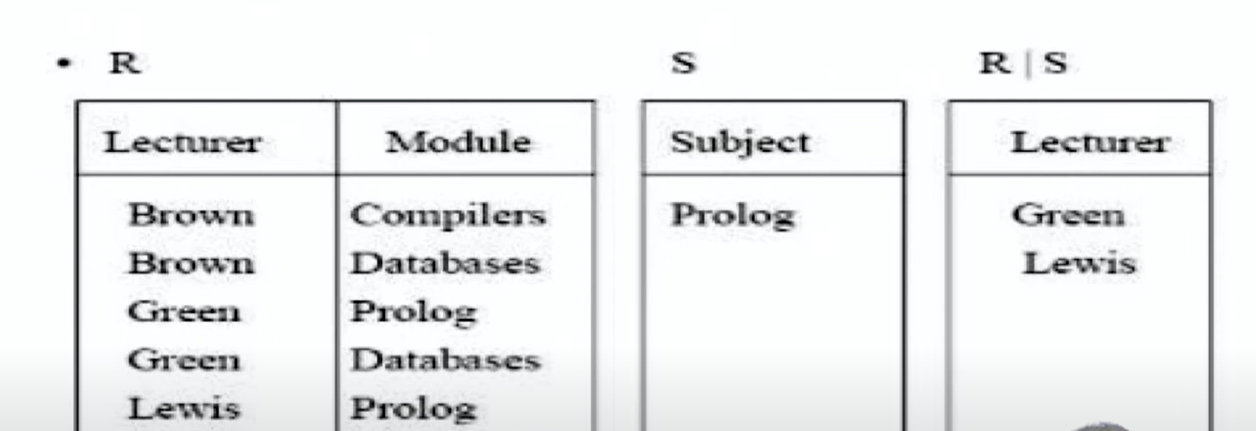 • R S R | S
Lecturer Module Subject Lecturer
Brown Compilers Prolog Green
Brown Databases Lewis
Green Prolog
Green Databases
Lewis Prolog